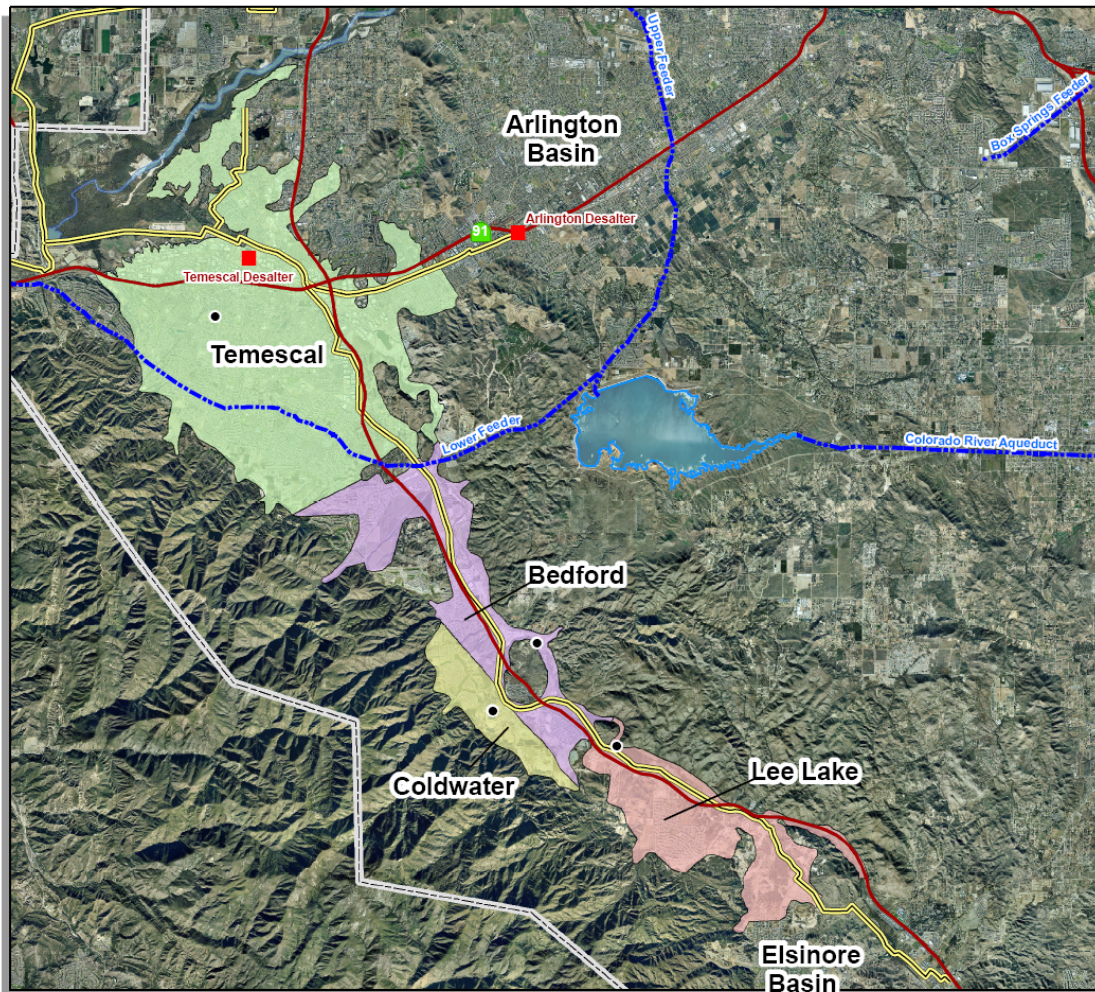 Upper Feeder
Box Springs Feeder
Arlington
Basin
Arlington Desalter
91
Temescal Desalter
Temescal
Lower Feeder
Colorado River Aqueduct
Bedford
Coldwater
Lee Lake
Elsinore
Basin